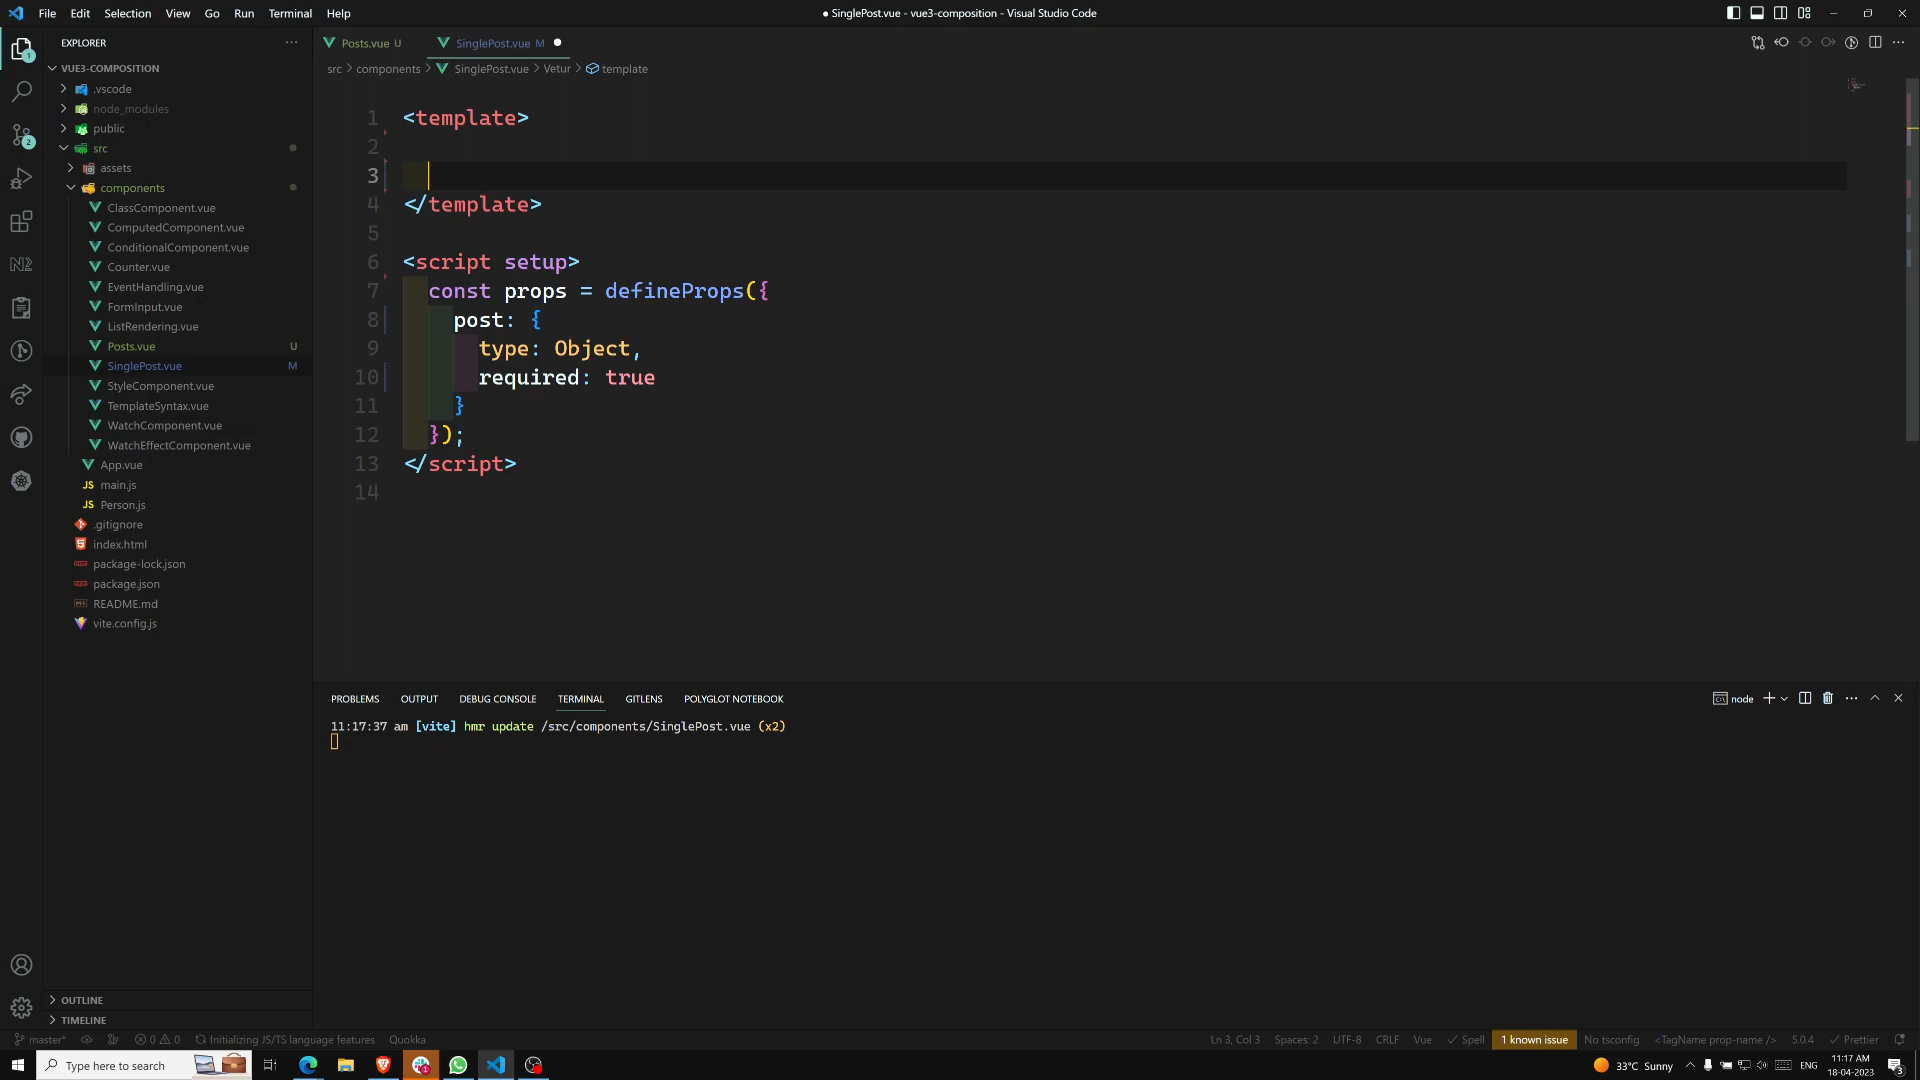 File Edit Selection View Go Run Terminal Help
● SinglePost.vue - vue3-composition - Visual Studio Code
EXPLORER
VUE3-COMPOSITION
.vscode
node_modules
public
src
assets
components
ClassComponent.vue
ComputedComponent.vue
ConditionalComponent.vue
Counter.vue
EventHandling.vue
FormInput.vue
ListRendering.vue
Posts.vue U
SinglePost.vue M
StyleComponent.vue
TemplateSyntax.vue
WatchComponent.vue
WatchEffectComponent.vue
App.vue
JS main.js
JS Person.js
.gitignore
index.html
package-lock.json
package.json
README.md
vite.config.js
OUTLINE
TIMELINE
Posts.vue U SinglePost.vue M
src > components > SinglePost.vue > Vetur > template
1 <template>
2
3
4 </template>
5
6 <script setup>
7 const props = defineProps({
8 post: {
9 type: Object,
10 required: true
11 }
12 });
13 </script>
14
PROBLEMS OUTPUT DEBUG CONSOLE TERMINAL GITLENS POLYGLOT NOTEBOOK
node
11:17:37 am [vite] hmr update /src/components/SinglePost.vue (x2)
master* 0 0 Initializing JS/TS language features Quokka
Ln 3, Col 3 Spaces: 2 UTF-8 CRLF Vue Spell 1 known issue No tsconfig <TagName prop-name /> 5.0.4 Prettier
Type here to search
33°C Sunny ENG 11:17 AM
18-04-2023